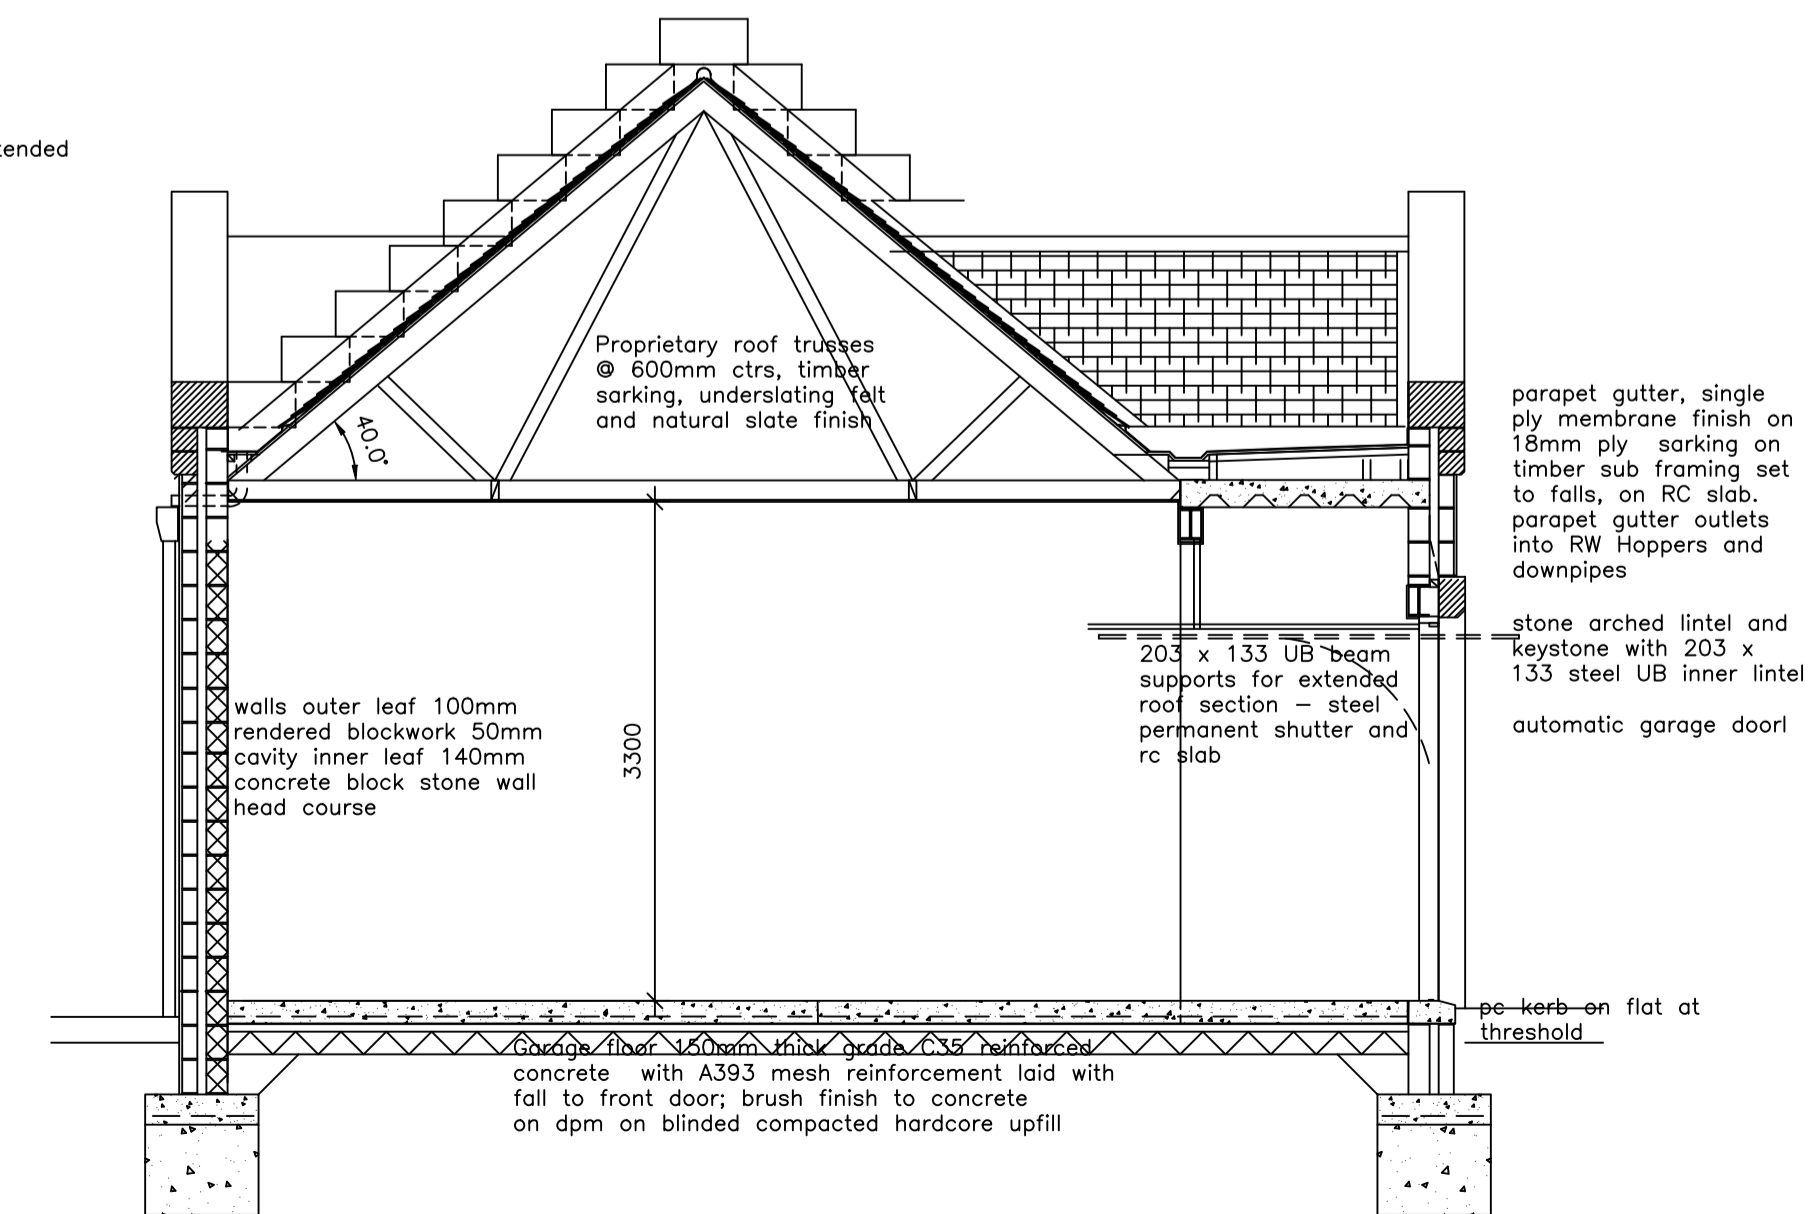 Proprietary roof trusses
@ 600mm ctrs, timber
sarking, underslating felt
and natural slate finish
40.0°
parapet gutter, single
ply membrane finish on
18mm ply sarking on
timber sub framing set
to falls, on RC slab.
parapet gutter outlets
into RW Hoppers and
downpipes
stone arched lintel and
keystone with 203 x
133 steel UB inner lintel
automatic garage doorl
203 x 133 UB beam
supports for extended
roof section – steel
permanent shutter and
rc slab
walls outer leaf 100mm
rendered blockwork 50mm
cavity inner leaf 140mm
concrete block stone wall
head course
3300
pc kerb on flat at
threshold
Garage floor 150mm thick grade C35 reinforced
concrete with A393 mesh reinforcement laid with
fall to front door; brush finish to concrete
on dpm on blinded compacted hardcore upfill